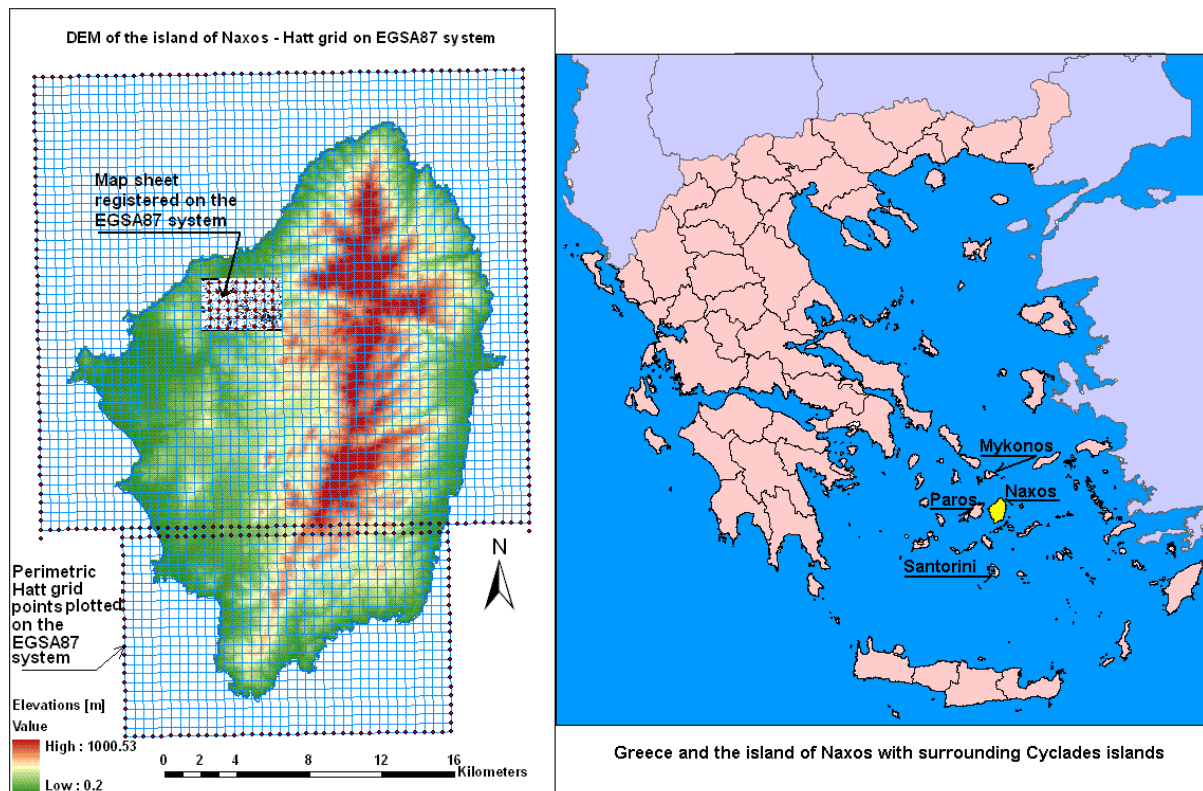 DEM of the island of Naxos - Hatt grid on EGSA87 system
Map sheet
registered on the
EGSA87 system
N
Perimetric
Hatt grid
points plotted
on the
EGSA87
system
Elevations [m]
Value
High : 1000.53
Low : 0.2
0 2 4 8 12 16
Kilometers
Mykonos
Paros
Naxos
Santorini
Greece and the island of Naxos with surrounding Cyclades islands